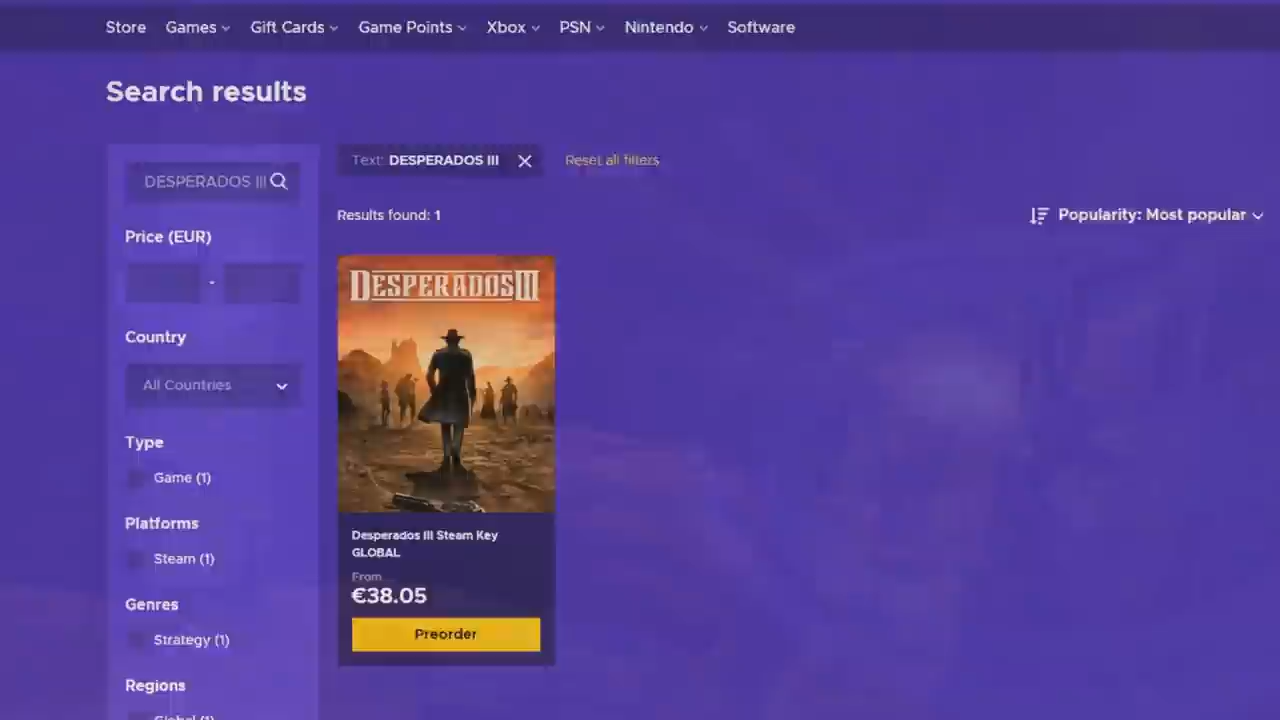 Store Games Gift Cards Game Points Xbox PSN Nintendo Software
Search results
DESPERADOS III
Price (EUR)
-
Country
All Countries
Type
Game (1)
Platforms
Steam (1)
Genres
Strategy (1)
Regions
Global (1)
Text: DESPERADOS III
Reset all filters
Results found: 1
Popularity: Most popular
DESPERADOS III
Desperados III Steam Key
GLOBAL
From
€38.05
Preorder